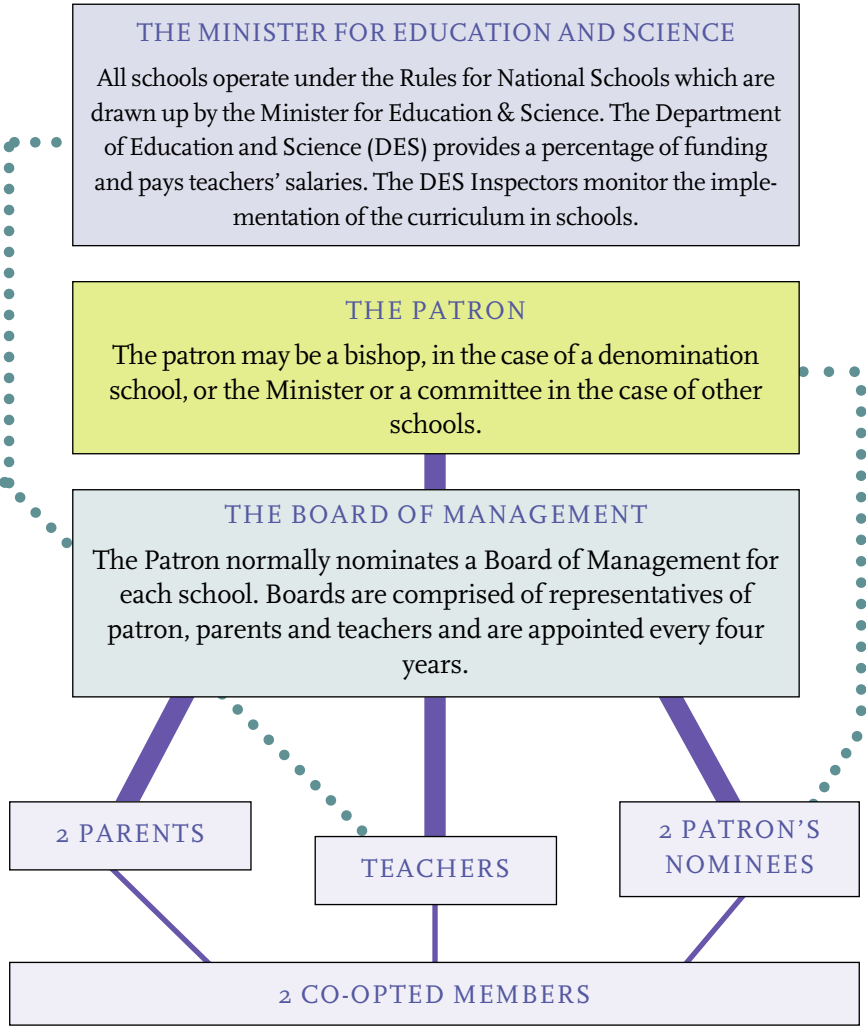 THE MINISTER FOR EDUCATION AND SCIENCE
All schools operate under the Rules for National Schools which are
drawn up by the Minister for Education & Science. The Department
of Education and Science (DES) provides a percentage of funding
and pays teachers’ salaries. The DES Inspectors monitor the imple-
mentation of the curriculum in schools.
THE PATRON
The patron may be a bishop, in the case of a denomination
school, or the Minister or a committee in the case of other
schools.
THE BOARD OF MANAGEMENT
The Patron normally nominates a Board of Management for
each school. Boards are comprised of representatives of
patron, parents and teachers and are appointed every four
years.
2 PARENTS
TEACHERS
2 PATRON’S
NOMINEES
2 CO-OPTED MEMBERS